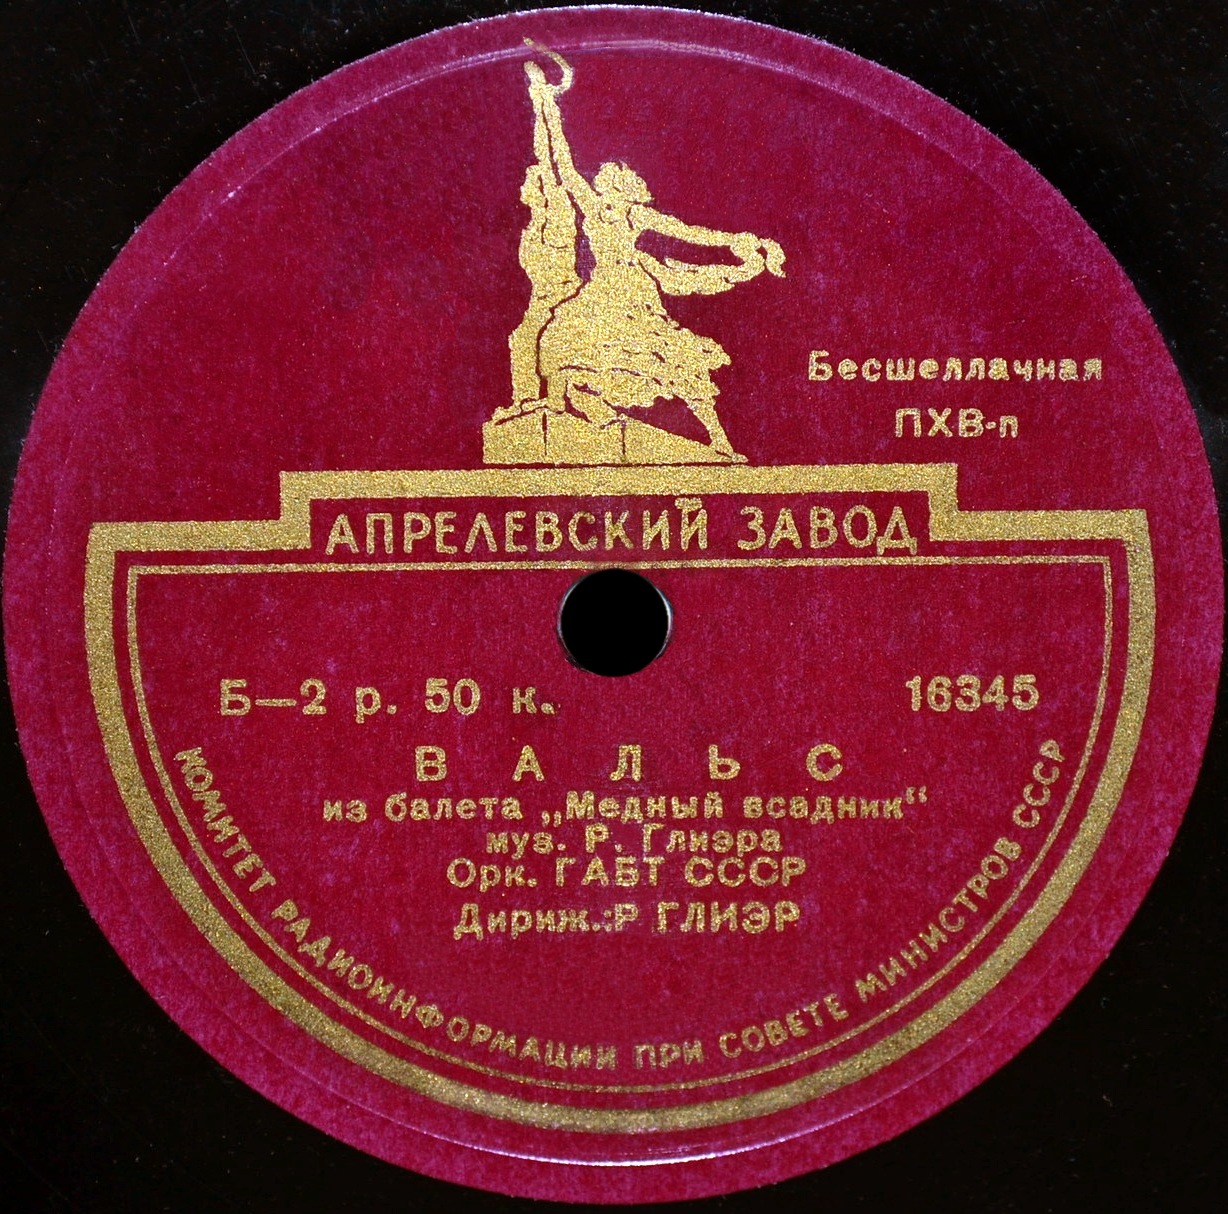 Бесшеллачная
ПХВ-п
АПРЕЛЕВСКИЙ ЗАВОД
Б—2 р. 50 к.
16345
ВАЛЬС
из балета „Медный всадник“
муз. Р. Глиэра
Орк. ГАБТ СССР
Дириж.:Р ГЛИЭР
КОМИТЕТ РАДИОИНФОРМАЦИИ ПРИ СОВЕТЕ МИНИСТРОВ СССР